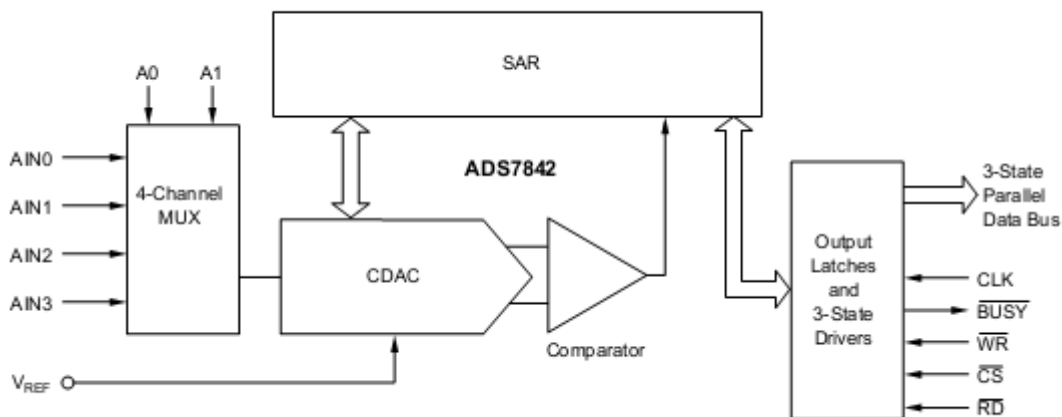 SAR
A0
A1
ADS7842
AIN0
AIN1
AIN2
AIN3
4-Channel
MUX
CDAC
Comparator
VREF
Output
Latches
and
3-State
Drivers
3-State
Parallel
Data Bus
CLK
BUSY
WR
CS
RD